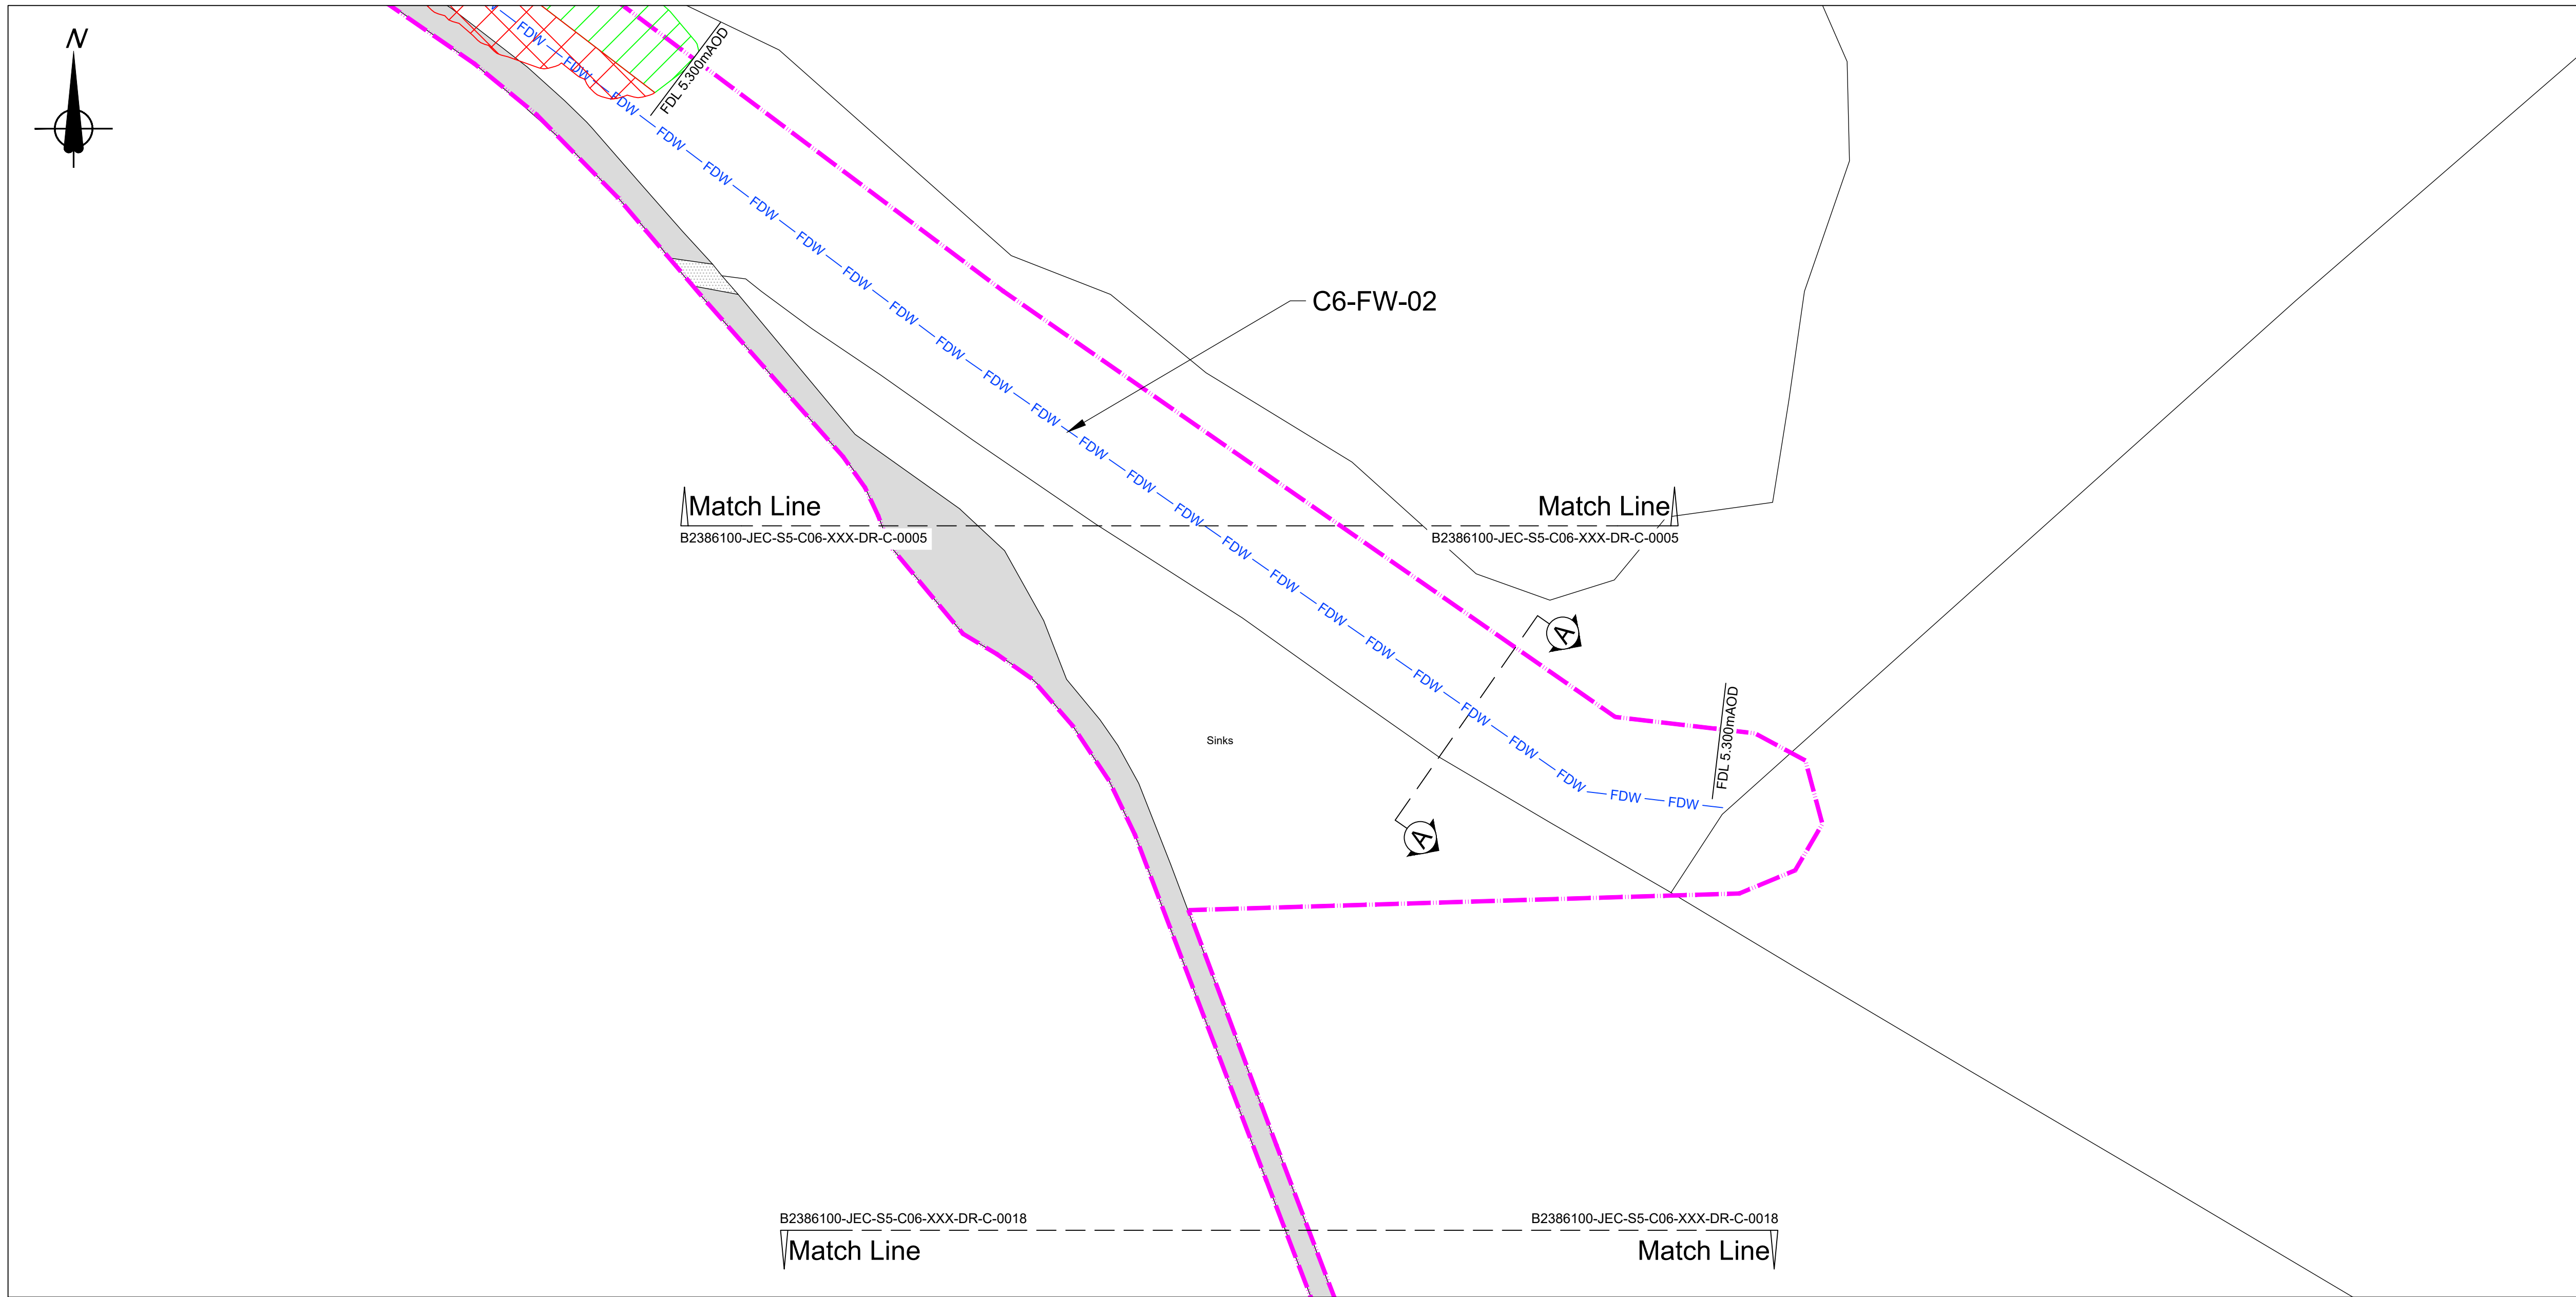 N
FDW
FDL 5.300mAOD
FDW
FDW
FDW
FDW
FDW
FDW
FDW
C6-FW-02
FDW
FDW
FDW
FDW
FDW
FDW
Match Line
Match Line
FDW
B2386100-JEC-S5-C06-XXX-DR-C-0005
B2386100-JEC-S5-C06-XXX-DR-C-0005
FDW
FDW
FDW
A
FDW
FDW
FDW
FDL 5.300mAOD
Sinks
FDW
FDW
FDW
FDW
A
B2386100-JEC-S5-C06-XXX-DR-C-0018
B2386100-JEC-S5-C06-XXX-DR-C-0018
Match Line
Match Line